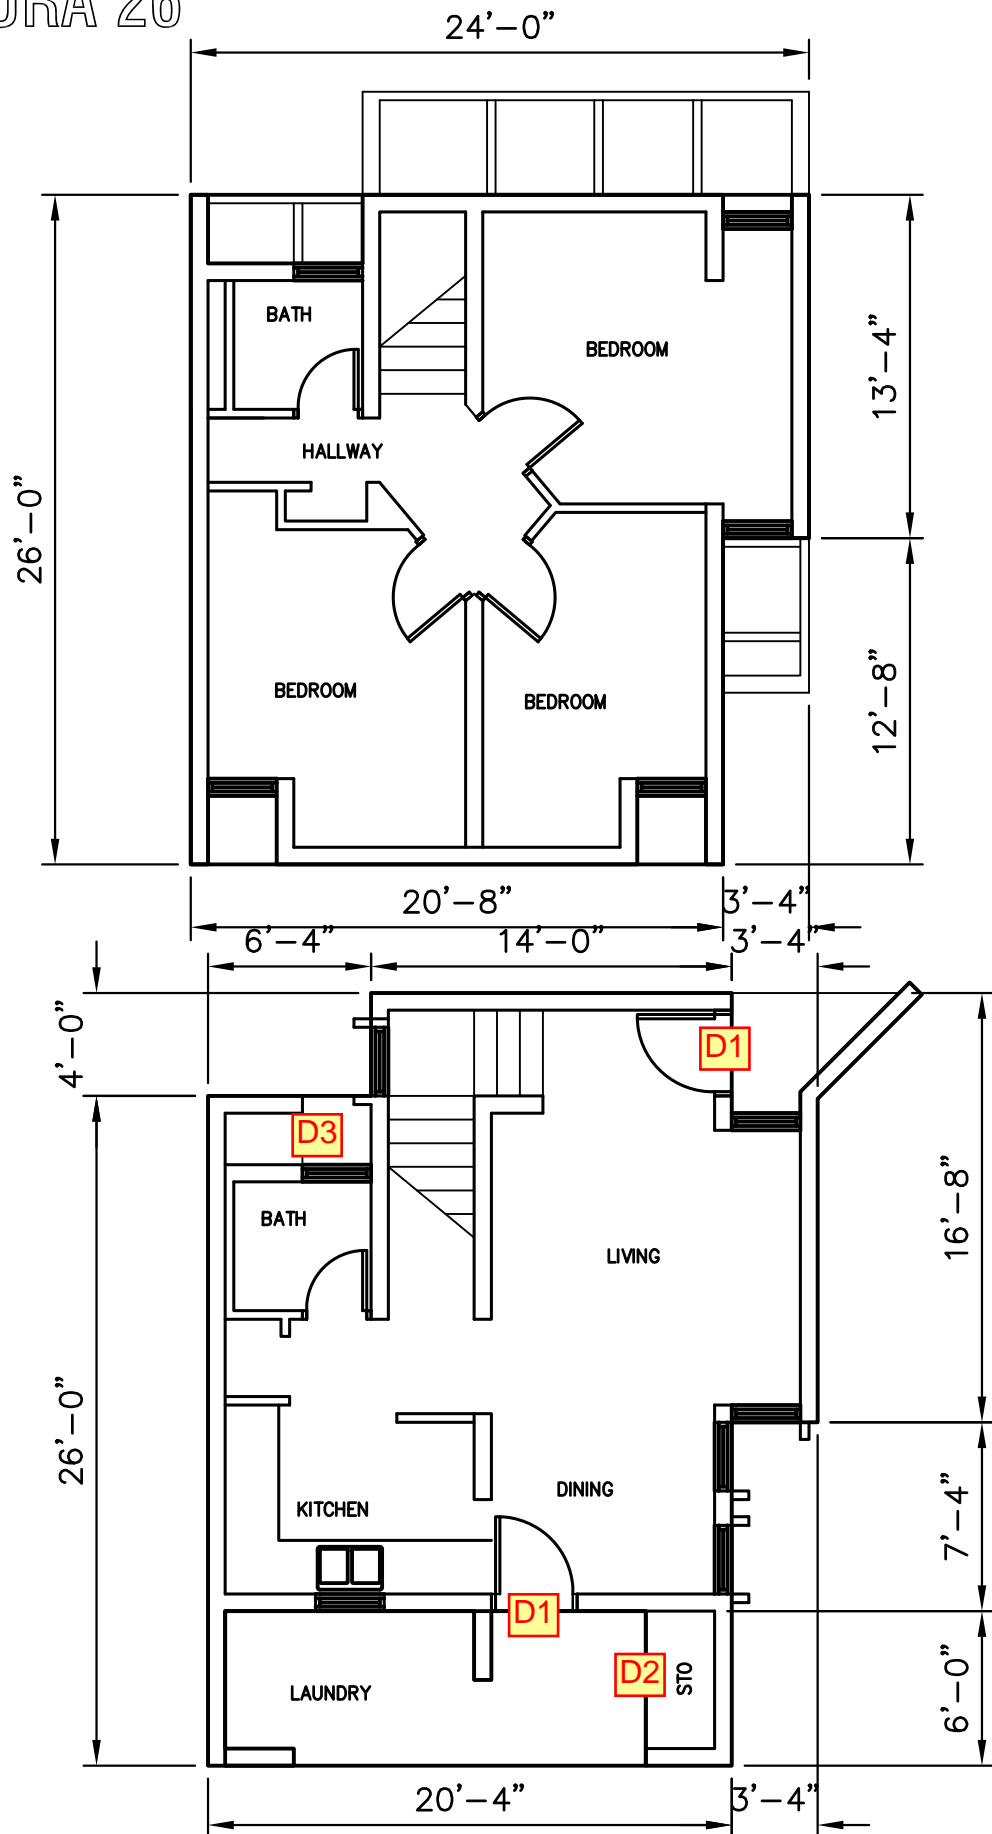 26
24'-0"
BATH
BEDROOM
13'-4"
HALLWAY
26'-0"
12'-8"
BEDROOM
BEDROOM
20'-8"
3'-4"
6'-4"
14'-0"
3'-4"
4'-0"
D1
D3
BATH
16'-8"
LIVING
26'-0"
DINING
KITCHEN
7'-4"
D1
D2
STO
LAUNDRY
6'-0"
20'-4"
3'-4"